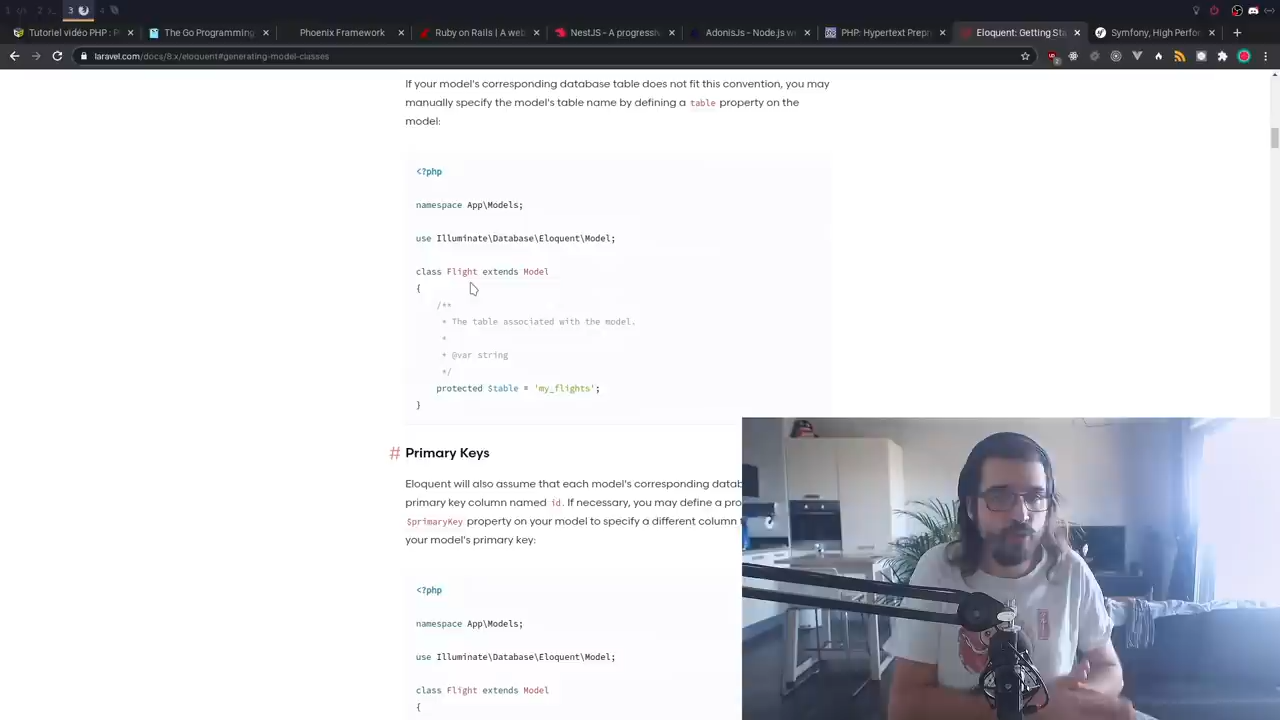 1
2
3
4
Tutoriel vidéo PHP : P
The Go Programming
Phoenix Framework
Ruby on Rails | A web
NestJS - A progressiv
AdonisJs - Node.js we
PHP: Hypertext Prepr
Eloquent: Getting Sta
Symfony, High Perfor
laravel.com/docs/8.x/eloquent#generating-model-classes
If your model's corresponding database table does not fit this convention, you may
manually specify the model's table name by defining a table property on the
model:
<?php
namespace App\Models;
use Illuminate\Database\Eloquent\Model;
class Flight extends Model
{
/**
* The table associated with the model.
*
* @var string
*/
protected $table = 'my_flights';
}
# Primary Keys
Eloquent will also assume that each model's corresponding datab
primary key column named id. If necessary, you may define a pro
$primaryKey property on your model to specify a different column t
your model's primary key:
<?php
namespace App\Models;
use Illuminate\Database\Eloquent\Model;
class Flight extends Model
{